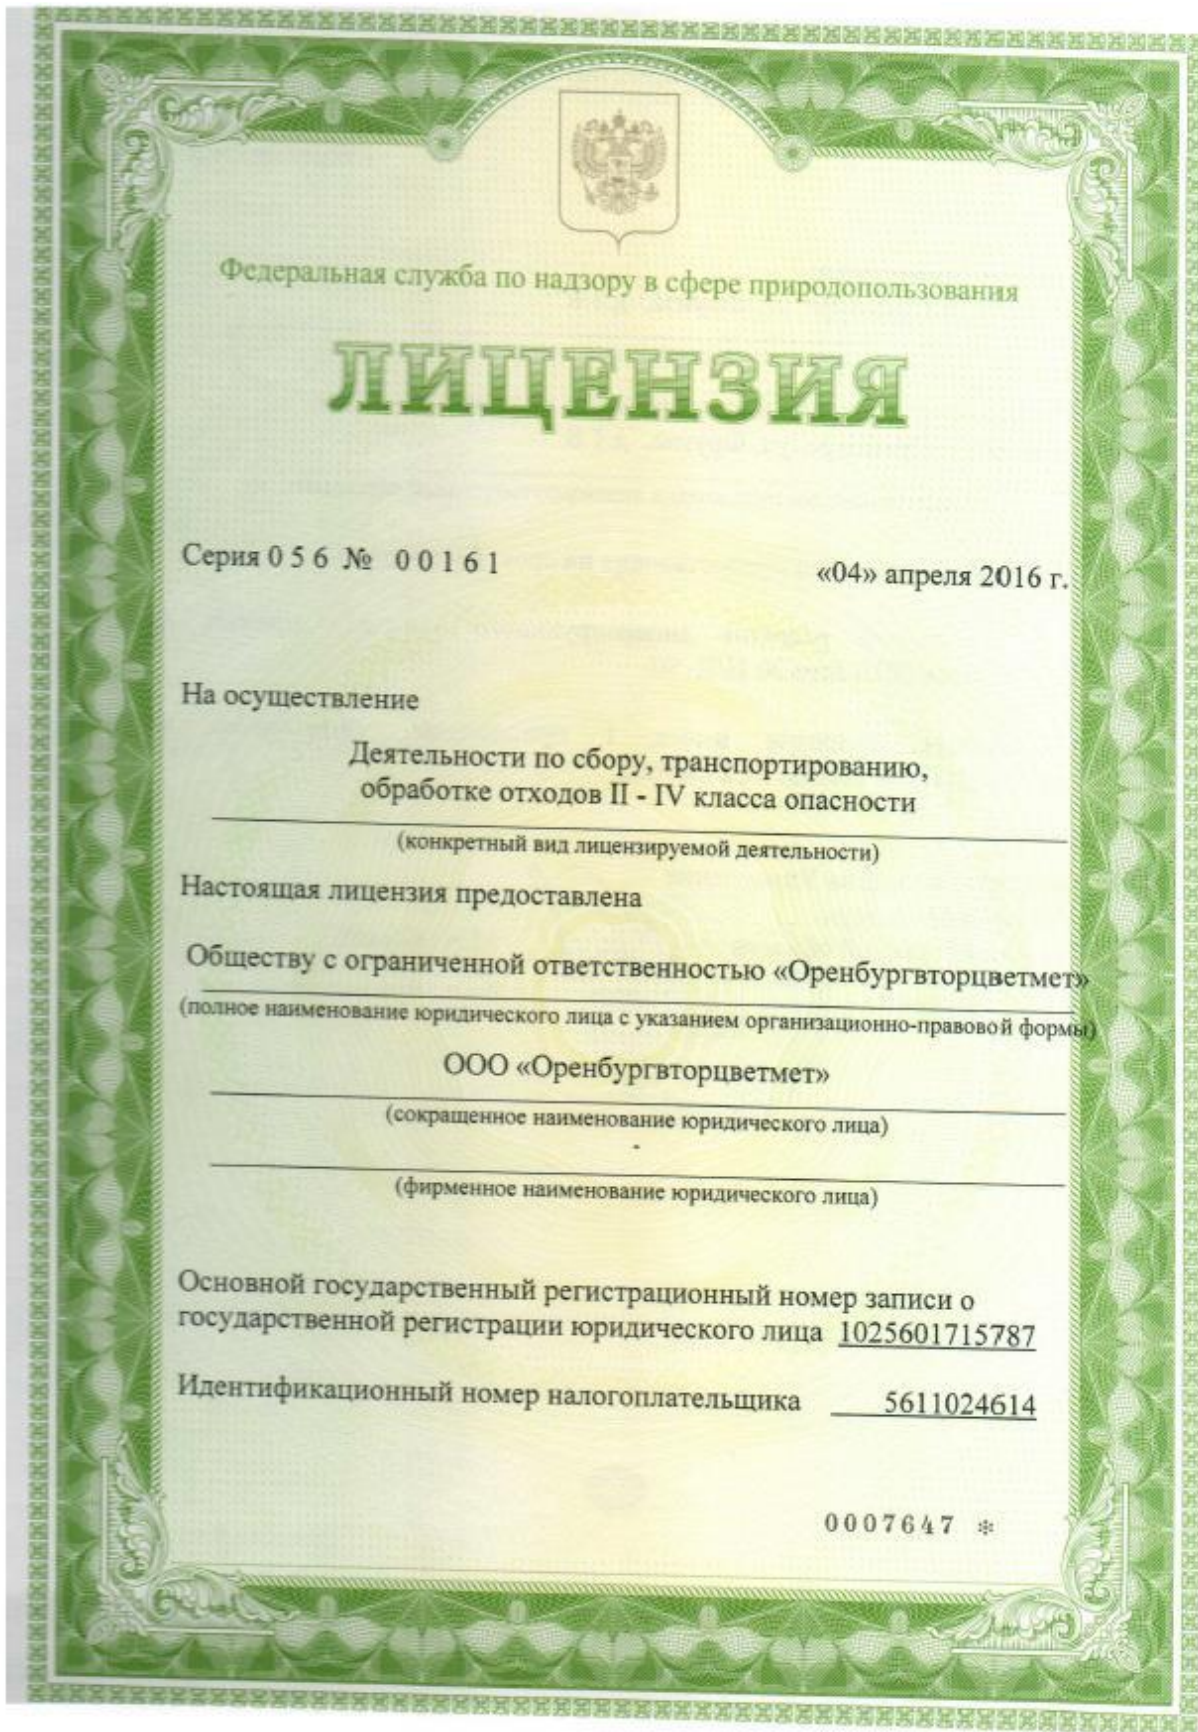 Федеральная служба по надзору в сфере природопользования
ЛИЦЕНЗИЯ
Серия 0 5 6 № 0 0 1 6 1
«04» апреля 2016 г.
На осуществление
Деятельности по сбору, транспортированию,
обработке отходов II - IV класса опасности
(конкретный вид лицензируемой деятельности)
Настоящая лицензия предоставлена
Обществу с ограниченной ответственностью «Оренбургвторцветмет»
(полное наименование юридического лица с указанием организационно-правовой формы)
ООО «Оренбургвторцветмет»
(сокращенное наименование юридического лица)
-
(фирменное наименование юридического лица)
Основной государственный регистрационный номер записи о
государственной регистрации юридического лица 1025601715787
Идентификационный номер налогоплательщика 5611024614
0007647 *